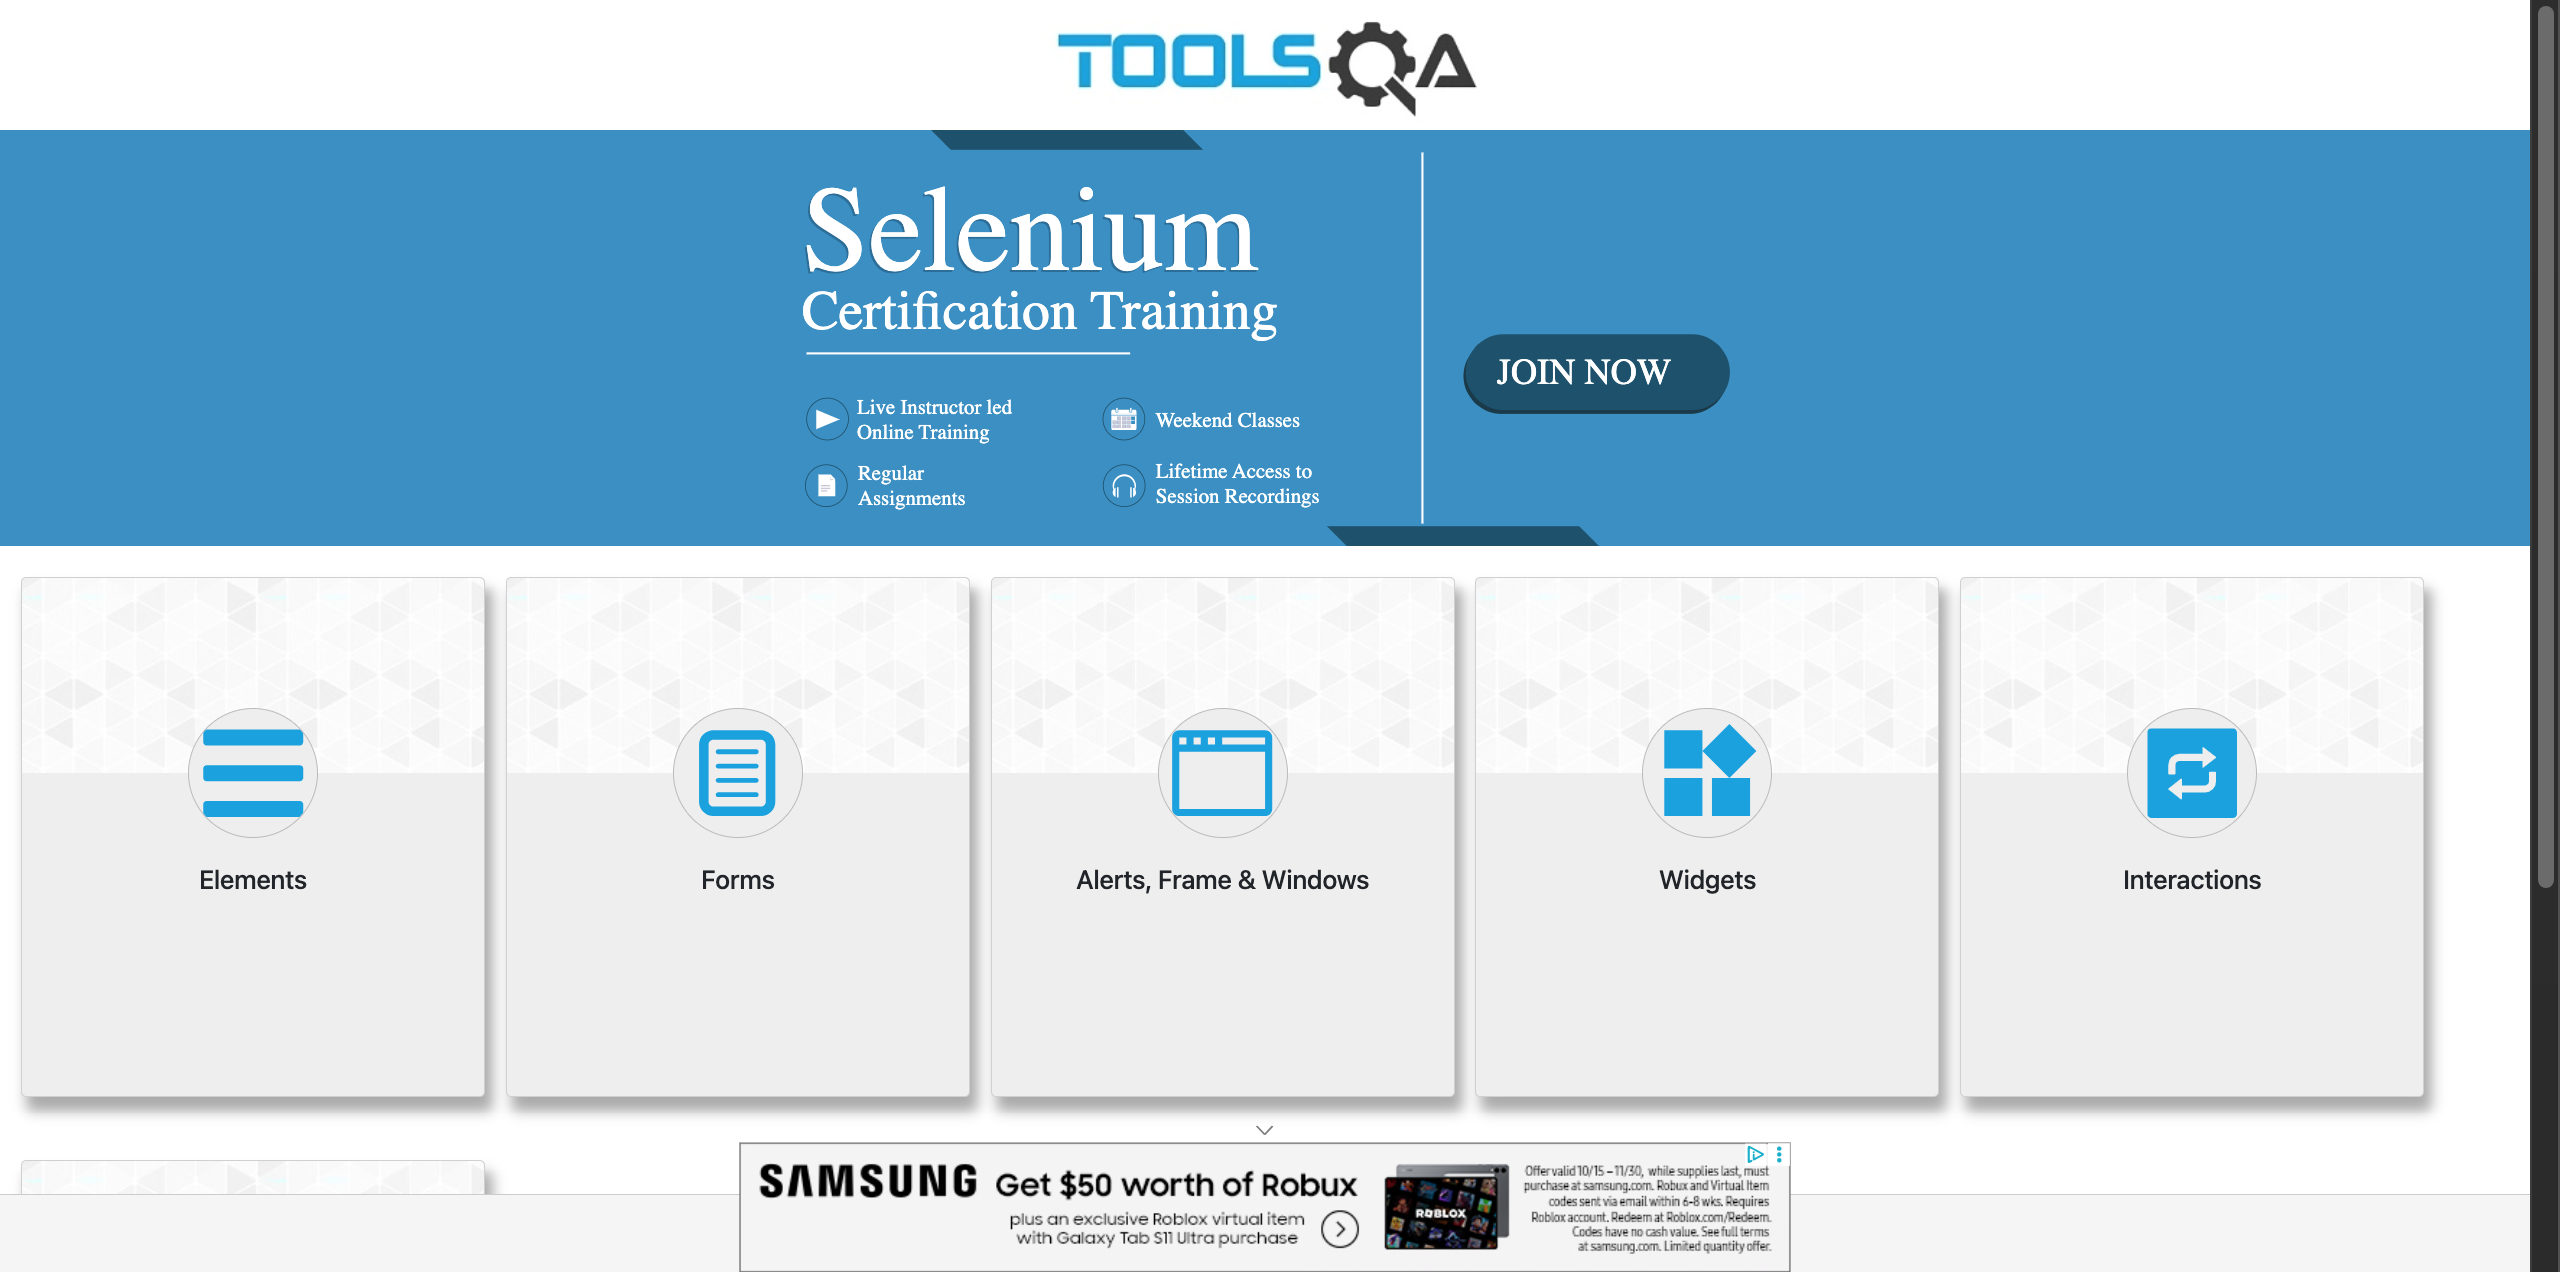 TOOLSQA
Selenium
Certification Training
Live Instructor led
Online Training
Weekend Classes
Regular
Assignments
Lifetime Access to
Session Recordings
JOIN NOW
Elements
Forms
Alerts, Frame & Windows
Widgets
Interactions
SAMSUNG
Get $50 worth of Robux
plus an exclusive Roblox virtual item
with Galaxy Tab S11 Ultra purchase
ROBLOX
Offer valid 10/15 – 11/30, while supplies last, must
purchase at samsung.com. Robux and Virtual Item
codes sent via email within 6-8 wks. Requires
Roblox account. Redeem at Roblox.com/Redeem.
Codes have no cash value. See full terms
at samsung.com. Limited quantity offer.